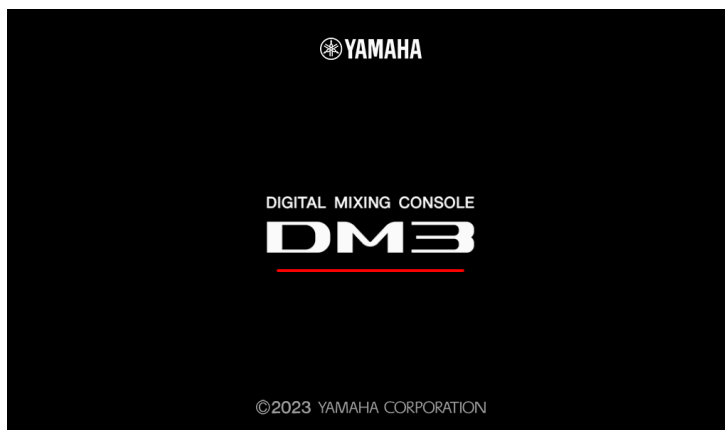 YAMAHA
DIGITAL MIXING CONSOLE
DM3
©2023 YAMAHA CORPORATION